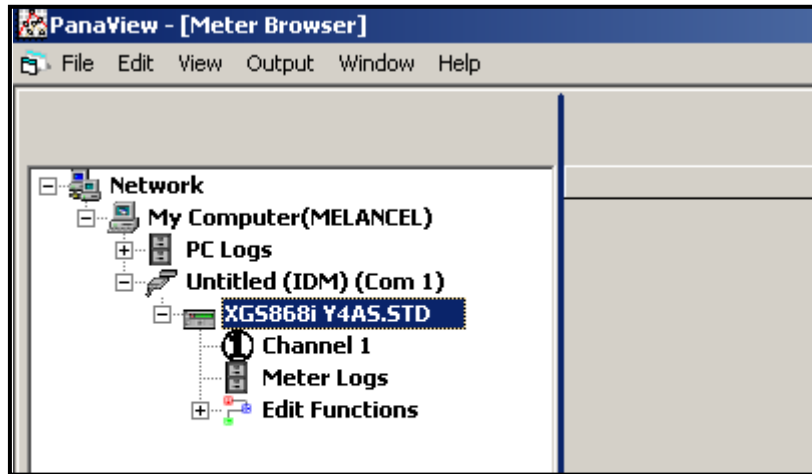 PanaView - [Meter Browser]
File Edit View Output Window Help
Network
My Computer(MELANCEL)
PC Logs
Untitled (IDM) (Com 1)
XGS868i Y4AS.STD
1 Channel 1
Meter Logs
Edit Functions